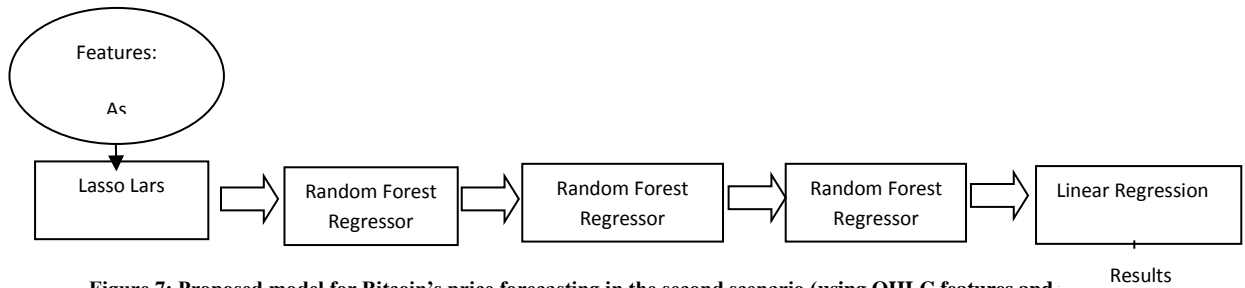 Features:
As
Lasso Lars
Random Forest
Regressor
Random Forest
Regressor
Random Forest
Regressor
Linear Regression
Results
Figure 7: Proposed model for Bitcoin's price forecasting in the second scenario (using OHLC features and